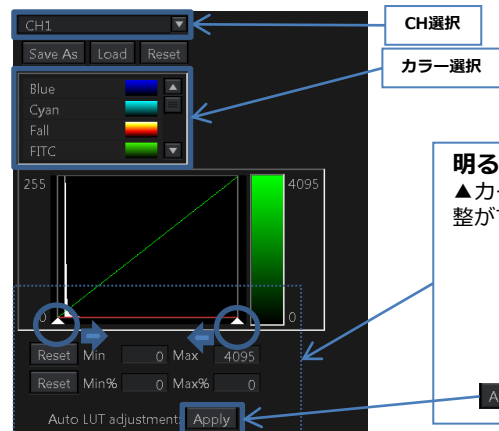 CH1
CH選択
Save As Load Reset
カラー選択
Blue
Cyan
Fall
FITC
255
4095
明る
▲カー
整が
0
0
Reset Min 0 Max 4095
Reset Min% 0 Max% 0
Auto LUT adjustment: Apply
A